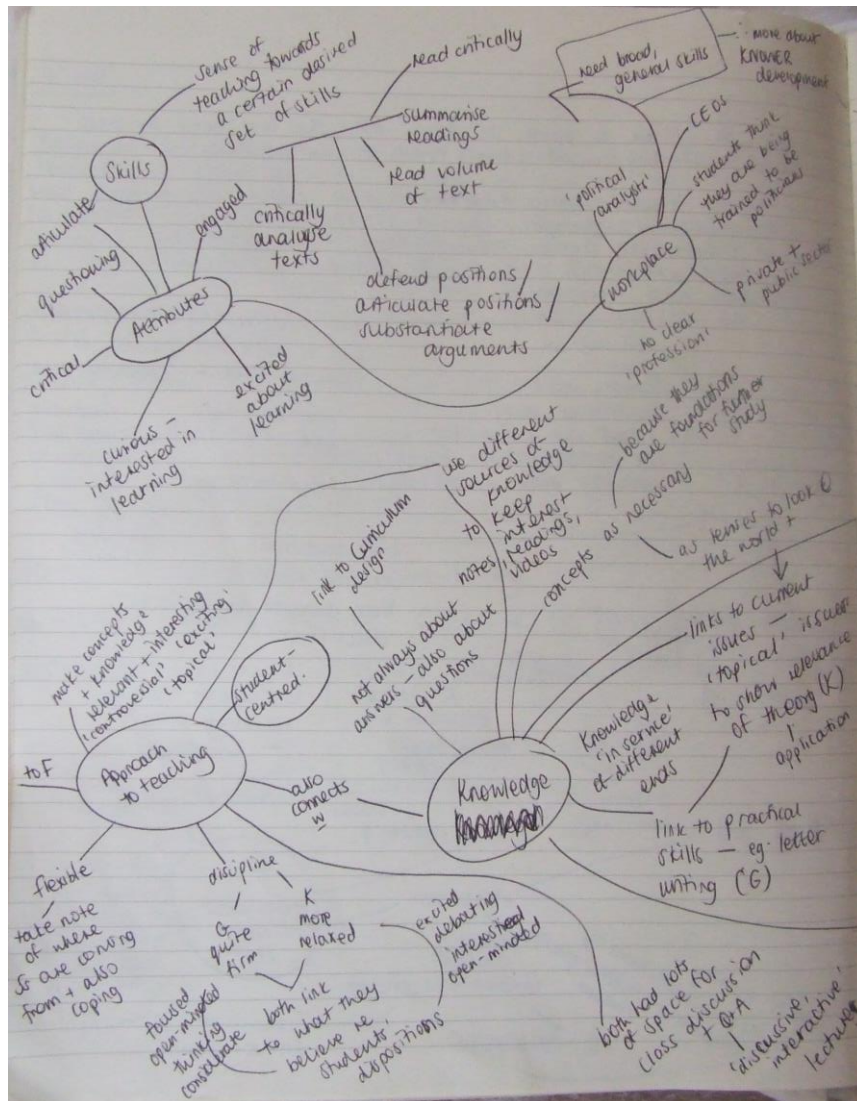 sense of
teaching towards
a certain desired
set of skills
Skills
articulate
questioning
critical
engaged
Attributes
curious –
interested in
learning
excited
about
learning
read critically
summarise
readings
read volume
of text
critically
analyse
texts
defend positions /
articulate positions /
substantiate
arguments
need broad,
general skills
more about
KNOWER
development
CEOs
'political
analysts'
students think
they are being
trained to be
politicians
workplace
private +
public sector
no clear
'profession'
because they
are foundations
for further
study
concepts as necessary
as lenses to look @
the world +
links to current
issues –
'topical' issues
to show relevance
of theory (K)
application
use different
sources of
knowledge
to keep
interest
notes, readings,
videos
link to curriculum
design
not always about
answers – also about
questions
make concepts
+ knowledge
relevant + interesting
'controversial' 'exciting'
'topical'
student-
centred.
to F
Approach
to teaching
also
connects
w
Knowledge
Knowledge
'in service'
of different
ends
link to practical
skills – eg. letter
writing (G)
flexible
take note
of where
Ss are coming
from + also
coping
discipline
G
quite
firm
K
more
relaxed
focused
open-minded
thinking
considerate
both link
to what they
believe re
students'
dispositions
excited
debating
interested
open-minded
both had lots
of space for
class discussion
+ Q+A
'discussive,
interactive'
lectures